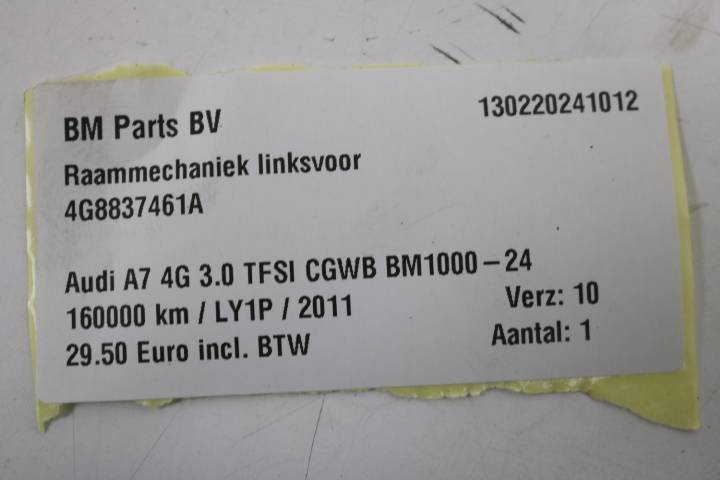 BM Parts BV
130220241012
Raammechaniek linksvoor
4G8837461A
Audi A7 4G 3.0 TFSI CGWB BM1000-24
160000 km / LY1P / 2011
Verz: 10
29.50 Euro incl. BTW
Aantal: 1